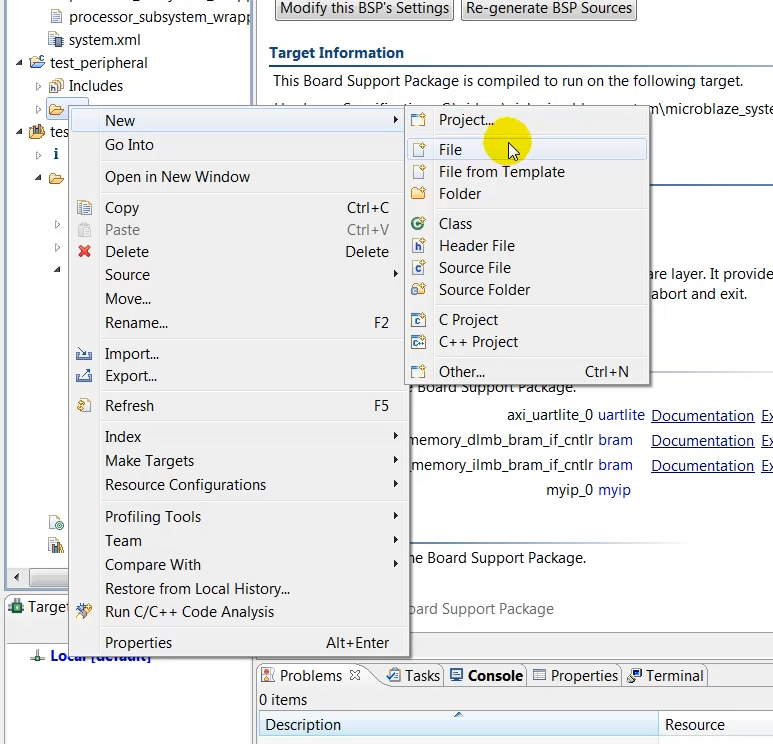 processor_subsystem_wrapp
system.xml
test_peripheral
Includes
tes
Modify this BSP's Settings
Re-generate BSP Sources
Target Information
This Board Support Package is compiled to run on the following target.
\microblaze_syste
New
Go Into
Open in New Window
Copy Ctrl+C
Paste Ctrl+V
Delete Delete
Source
Move...
Rename... F2
Import...
Export...
Refresh F5
Index
Make Targets
Resource Configurations
Profiling Tools
Team
Compare With
Restore from Local History...
Run C/C++ Code Analysis
Properties Alt+Enter
Project...
File
File from Template
Folder
Class
Header File
Source File
Source Folder
C Project
C++ Project
Other... Ctrl+N
are layer. It provide
abort and exit.
Board Support Package.
axi_uartlite_0 uartlite Documentation Ex
memory_dlmb_bram_if_cntlr bram Documentation Ex
memory_ilmb_bram_if_cntlr bram Documentation Ex
myip_0 myip
he Board Support Package.
oard Support Package
Target
Local [default]
Problems
Tasks
Console
Properties
Terminal
0 items
Description Resource